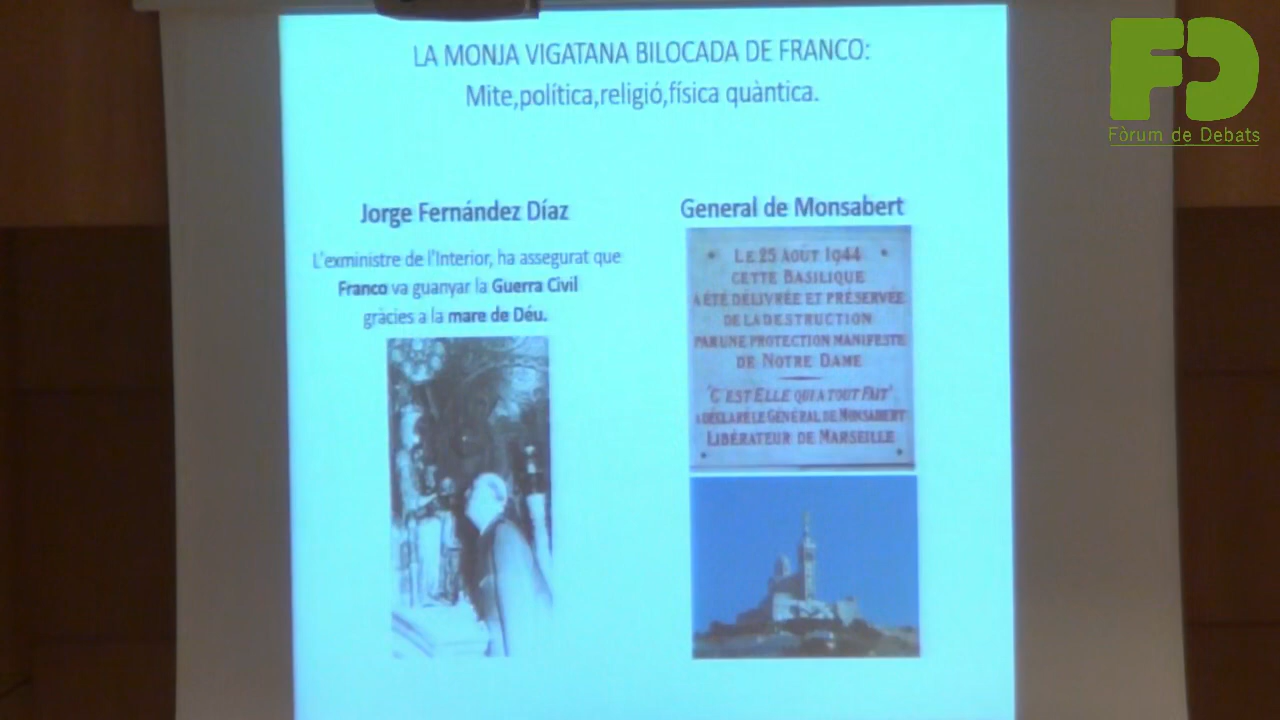 LA MONJA VIGATANA BILOCADA DE FRANCO:
Mite,política,religió,física quàntica.
Jorge Fernández Díaz
L'exministre de l'Interior, ha assegurat que
Franco va guanyar la Guerra Civil
gràcies a la mare de Déu.
General de Monsabert
LE 25 AOÛT 1944
CETTE BASILIQUE
A ÉTÉ DÉLIVRÉE ET PRÉSERVÉE
DE LA DESTRUCTION
PAR UNE PROTECTION MANIFESTE
DE NOTRE DAME
"C'EST ELLE QUI A TOUT FAIT"
A DÉCLARÉ LE GÉNÉRAL DE MONSABERT
LIBÉRATEUR DE MARSEILLE
FD
Fòrum de Debats